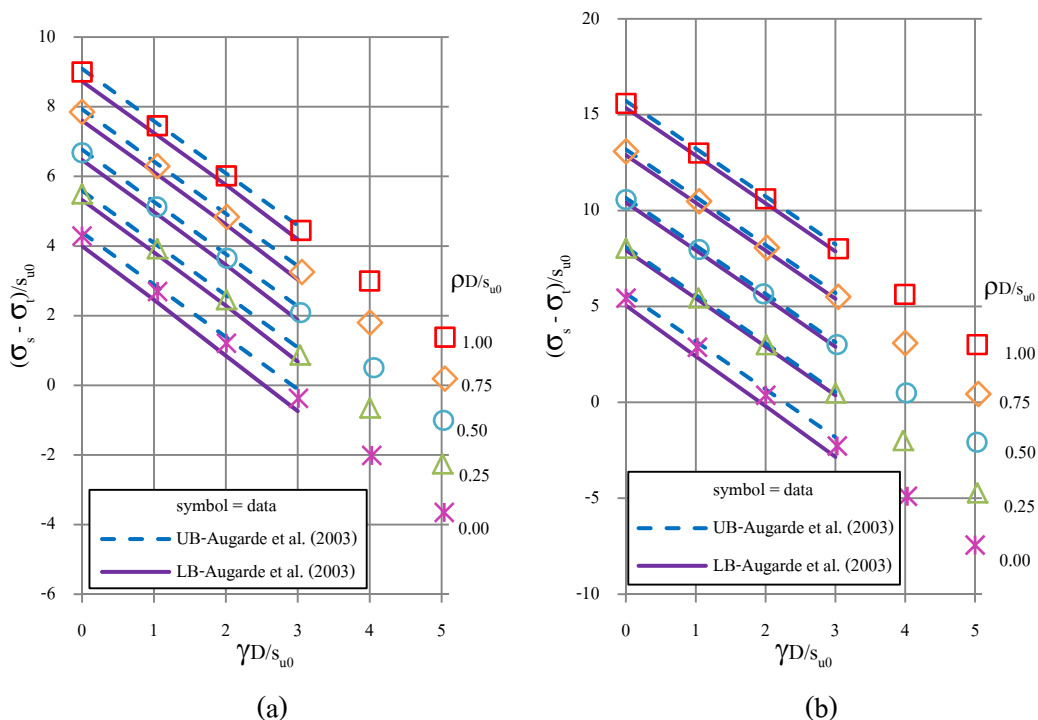 10
8
6
4
2
0
-2
-4
-6
(σs - σt)/su0
0 1 2 3 4 5
γD/su0
ρD/su0
1.00
0.75
0.50
0.25
0.00
symbol = data
UB-Augarde et al. (2003)
LB-Augarde et al. (2003)
(a)
20
15
10
5
0
-5
-10
(σs - σt)/su0
0 1 2 3 4 5
γD/su0
ρD/su0
1.00
0.75
0.50
0.25
0.00
symbol = data
UB-Augarde et al. (2003)
LB-Augarde et al. (2003)
(b)